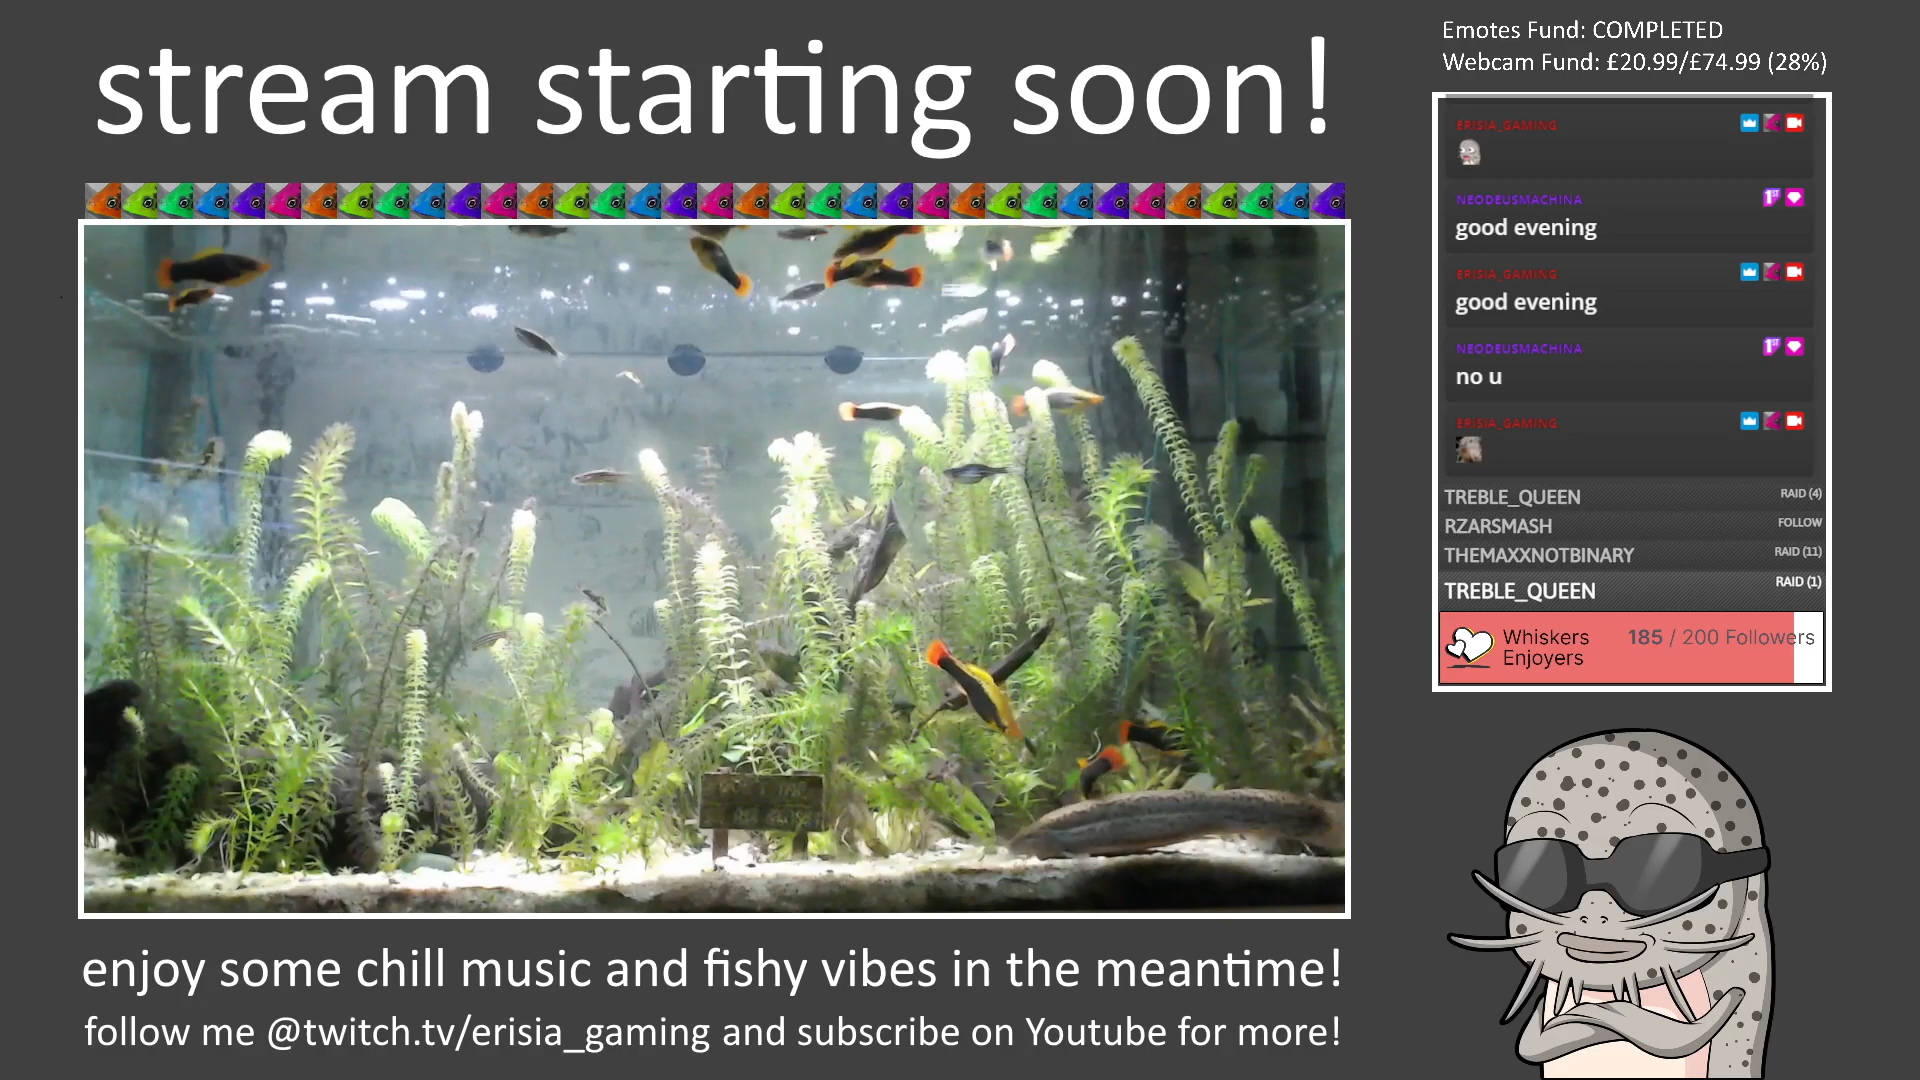 stream starting soon!
Emotes Fund: COMPLETED
Webcam Fund: £20.99/£74.99 (28%)
ERISIA_GAMING
NEODEUSMACHINA
1ST
good evening
ERISIA_GAMING
good evening
NEODEUSMACHINA
1ST
no u
ERISIA_GAMING
TREBLE_QUEEN RAID (4)
RZARSMASH FOLLOW
THEMAXXNOTBINARY RAID (11)
TREBLE_QUEEN RAID (1)
Whiskers 185 / 200 Followers
Enjoyers
enjoy some chill music and fishy vibes in the meantime!
follow me @twitch.tv/erisia_gaming and subscribe on Youtube for more!